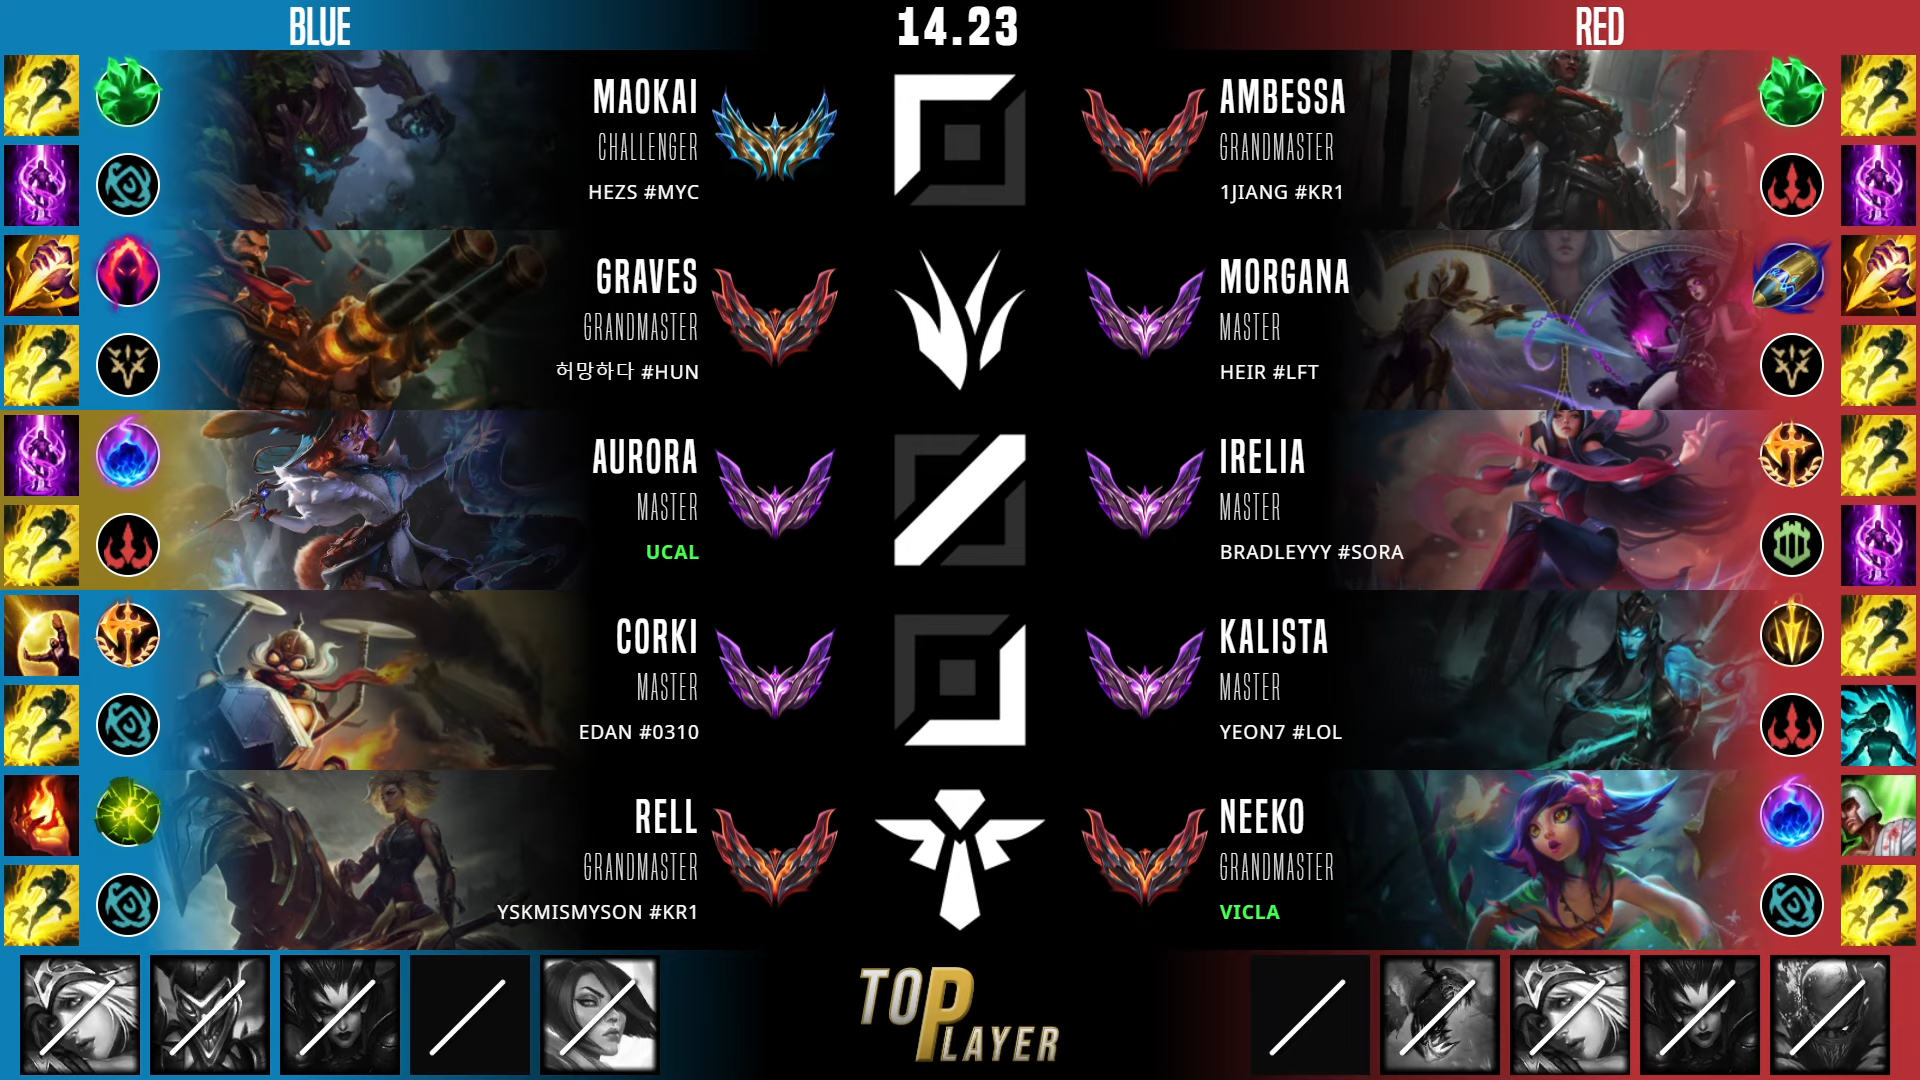 BLUE
14.23
RED
MAOKAI
CHALLENGER
HEZS #MYC
AMBESSA
GRANDMASTER
1JIANG #KR1
GRAVES
GRANDMASTER
허망하다 #HUN
MORGANA
MASTER
HEIR #LFT
AURORA
MASTER
UCAL
IRELIA
MASTER
BRADLEYYY #SORA
CORKI
MASTER
EDAN #0310
KALISTA
MASTER
YEON7 #LOL
RELL
GRANDMASTER
YSKMISMYSON #KR1
NEEKO
GRANDMASTER
VICLA
TOP
PLAYER